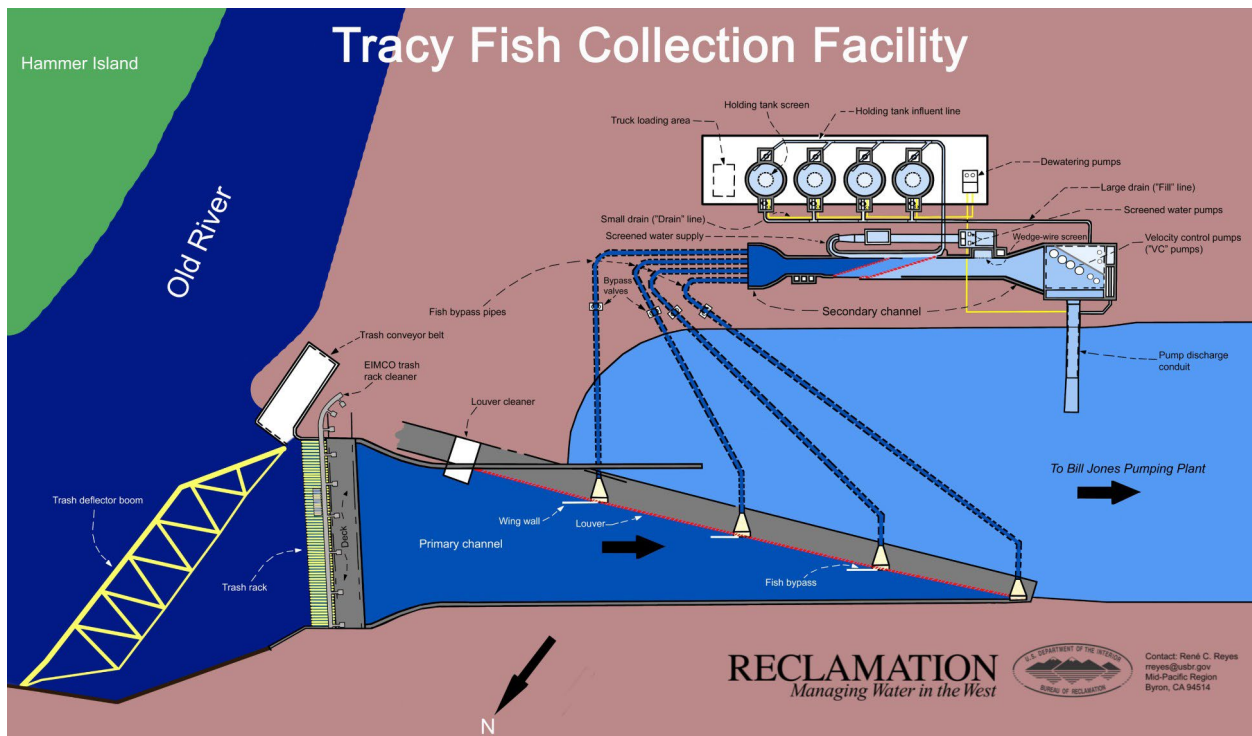 Tracy Fish Collection Facility
Hammer Island
Old River
Holding tank screen
Holding tank influent line
Truck loading area
Dewatering pumps
Large drain ("Fill" line)
Small drain ("Drain" line)
Screened water pumps
Screened water supply
Wedge-wire screen
Velocity control pumps
("VC" pumps)
Fish bypass pipes
Bypass
valves
Secondary channel
Trash conveyor belt
EIMCO trash
rack cleaner
Pump discharge
conduit
Louver cleaner
To Bill Jones Pumping Plant
Trash deflector boom
Wing wall
Louver
Deck
Primary channel
Trash rack
Fish bypass
N
RECLAMATION
Managing Water in the West
U.S. DEPARTMENT OF THE INTERIOR
BUREAU OF RECLAMATION
Contact: René C. Reyes
rreyes@usbr.gov
Mid-Pacific Region
Byron, CA 94514